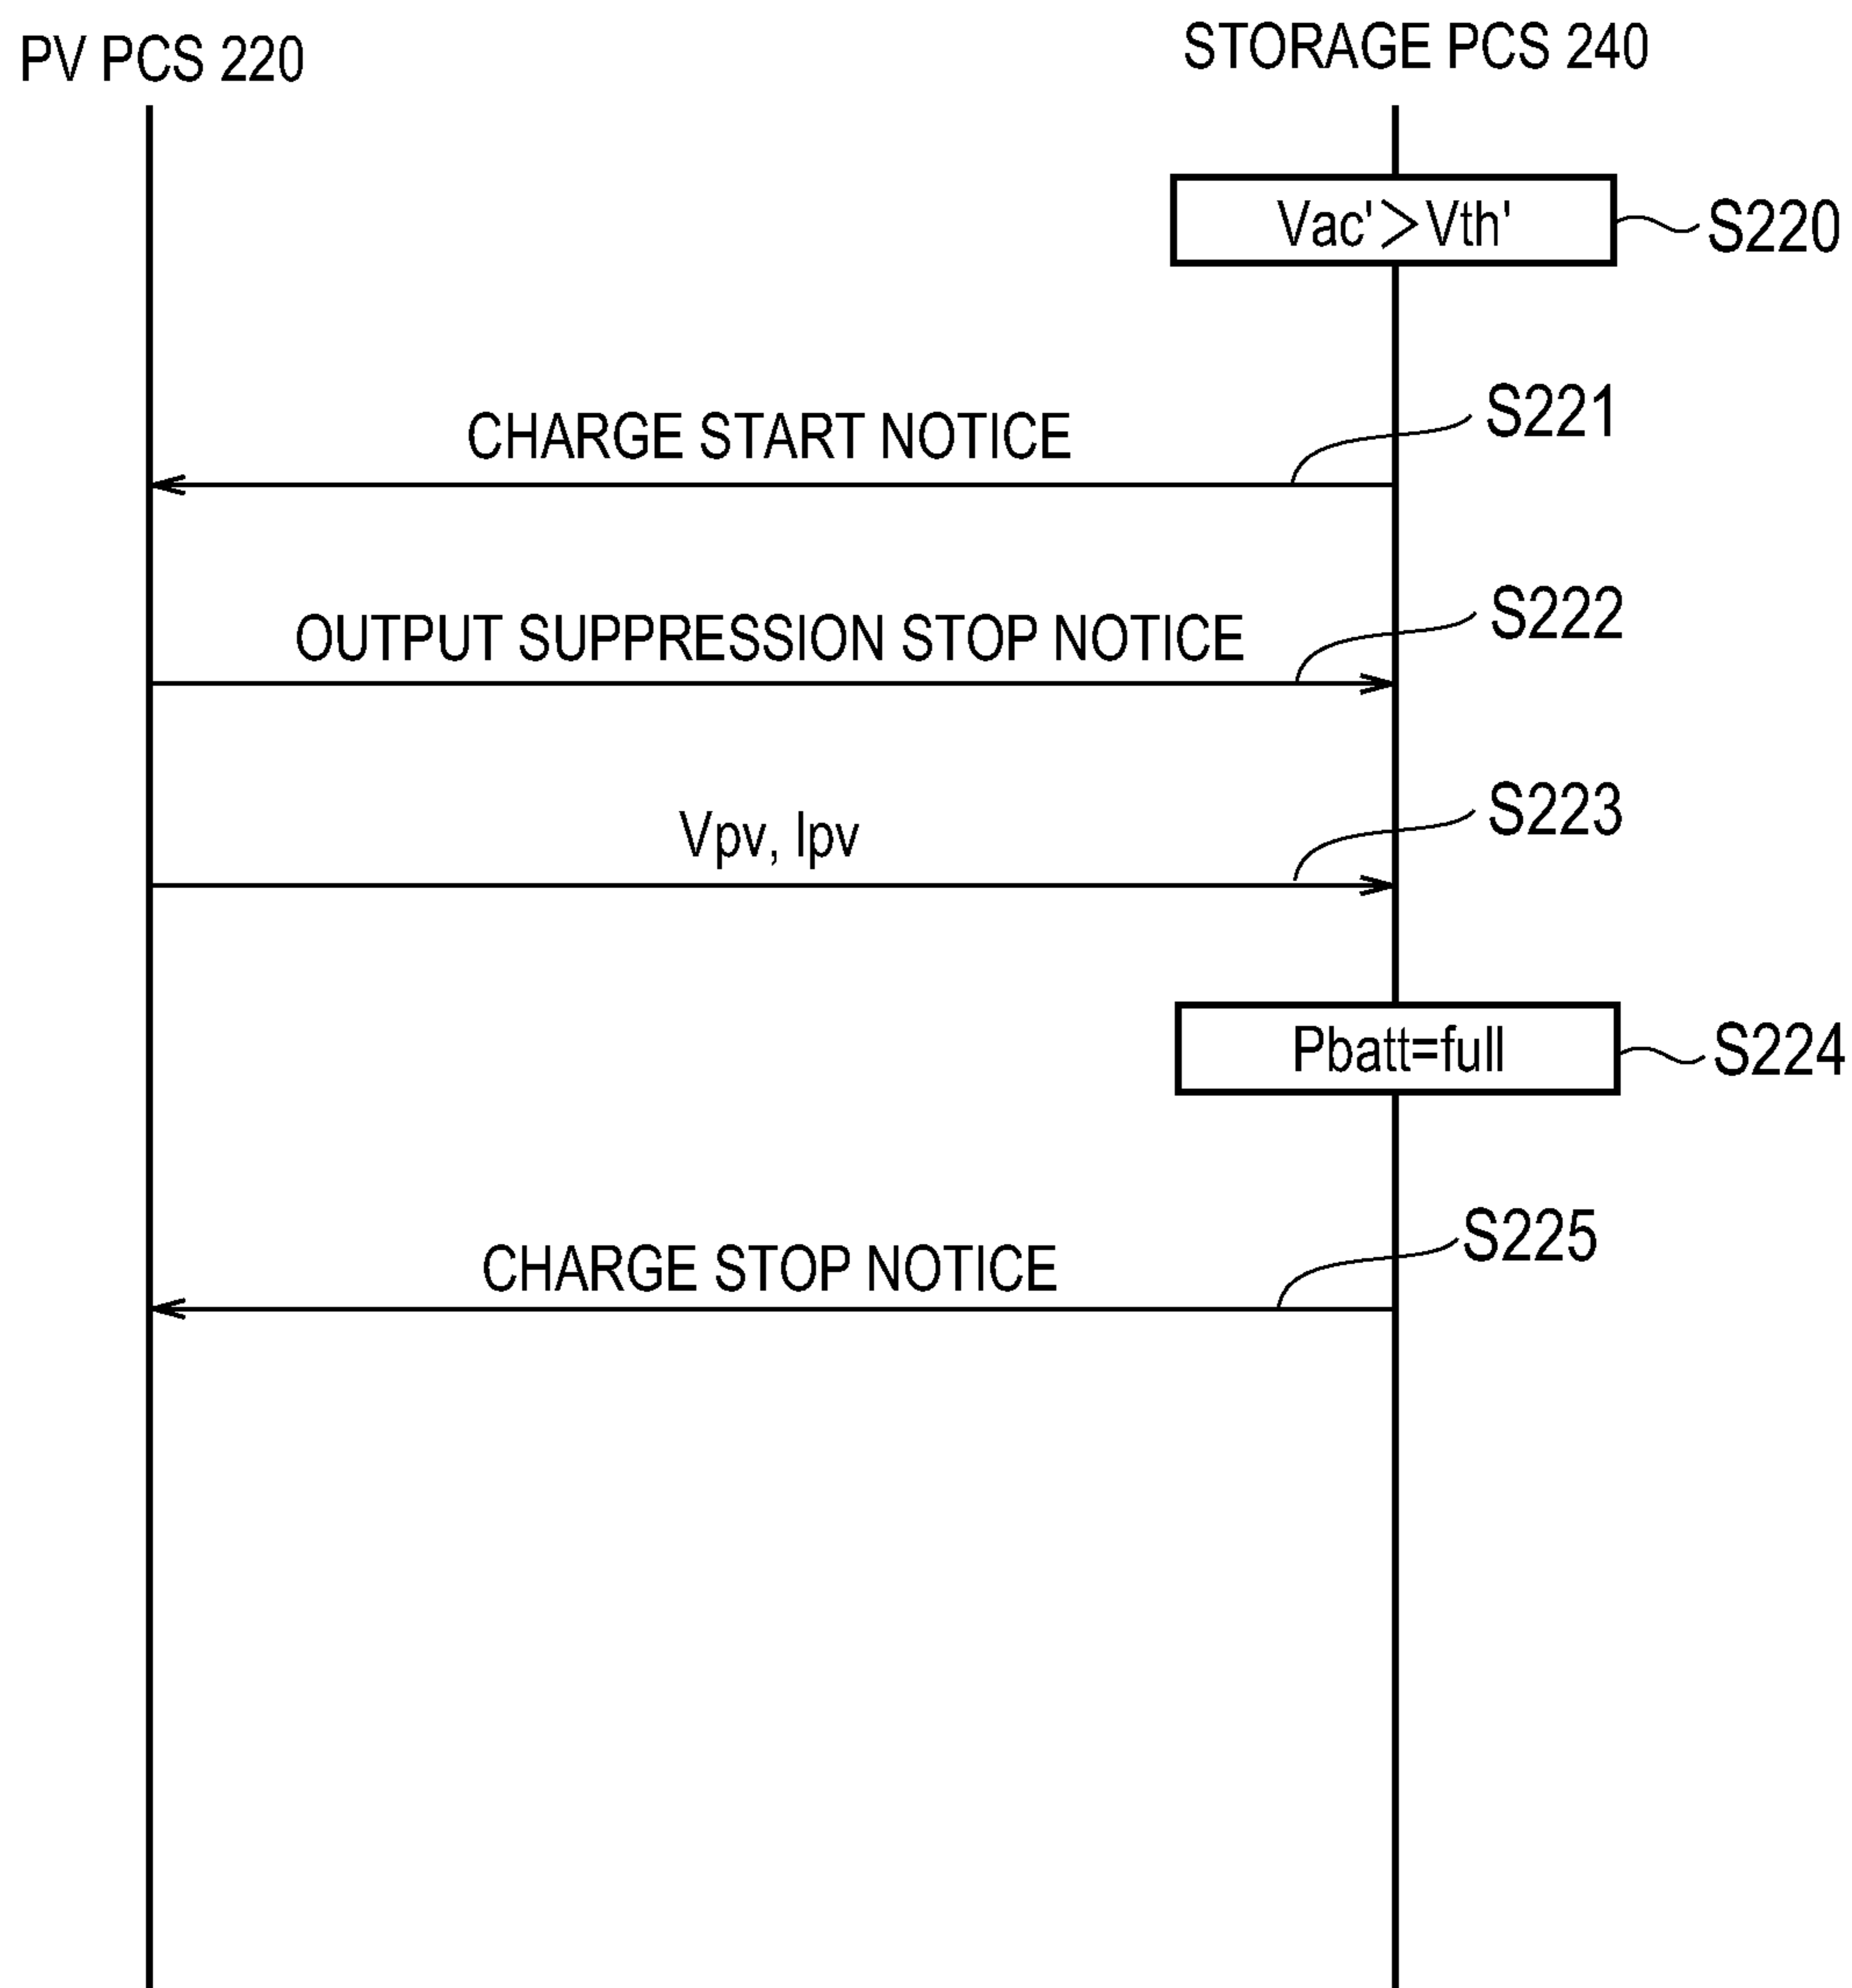 PV PCS 220
STORAGE PCS 240
Vac'>Vth'
S220
CHARGE START NOTICE
S221
OUTPUT SUPPRESSION STOP NOTICE
S222
Vpv, Ipv
S223
Pbatt=full
S224
CHARGE STOP NOTICE
S225